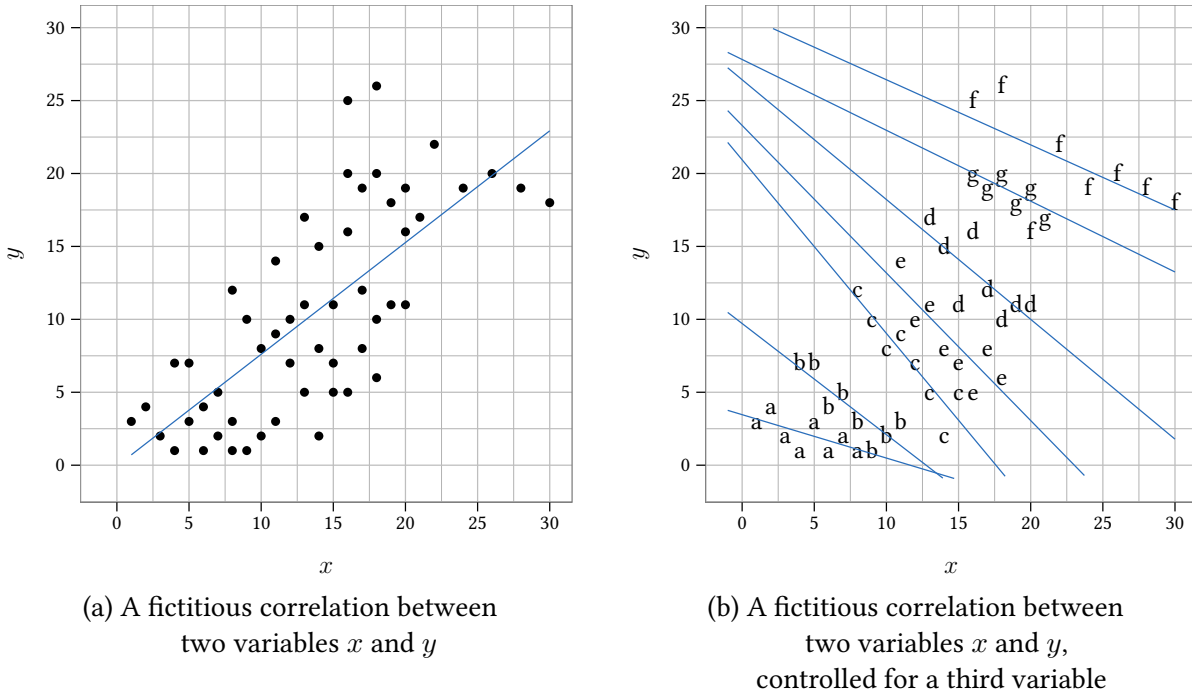 30
25
20
15
10
5
0
y
0 5 10 15 20 25 30
x
(a) A fictitious correlation between
two variables x and y
30
f
25 f
f
20 g g f
g g f f
g f
d g
d f
15 d
e
c d
e d d d
10 c e d
c
c e e
b b c e
e
5 b c c e
a b
a a b b
a a b c
a a a b
0
y
0 5 10 15 20 25 30
x
(b) A fictitious correlation between
two variables x and y,
controlled for a third variable